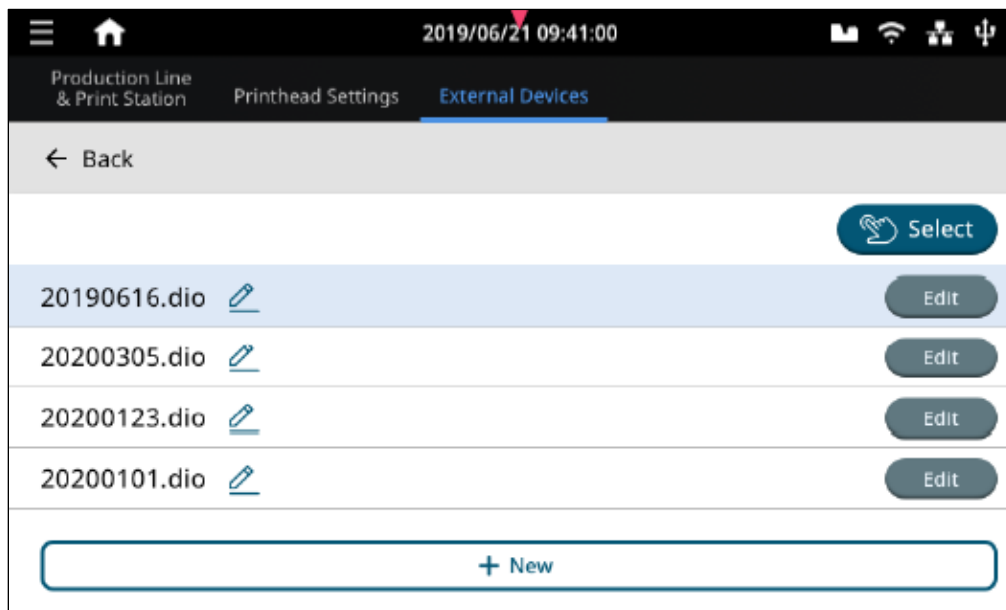 2019/06/21 09:41:00
Production Line
& Print Station
Printhead Settings
External Devices
Back
Select
20190616.dio
Edit
20200305.dio
Edit
20200123.dio
Edit
20200101.dio
Edit
+ New